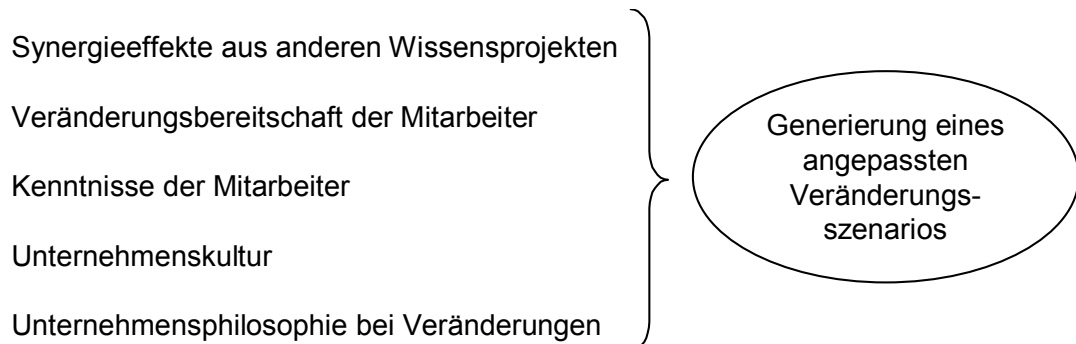 Synergieeffekte aus anderen Wissensprojekten
Veränderungsbereitschaft der Mitarbeiter
Kenntnisse der Mitarbeiter
Unternehmenskultur
Unternehmensphilosophie bei Veränderungen
Generierung eines
angepassten
Veränderungs-
szenarios